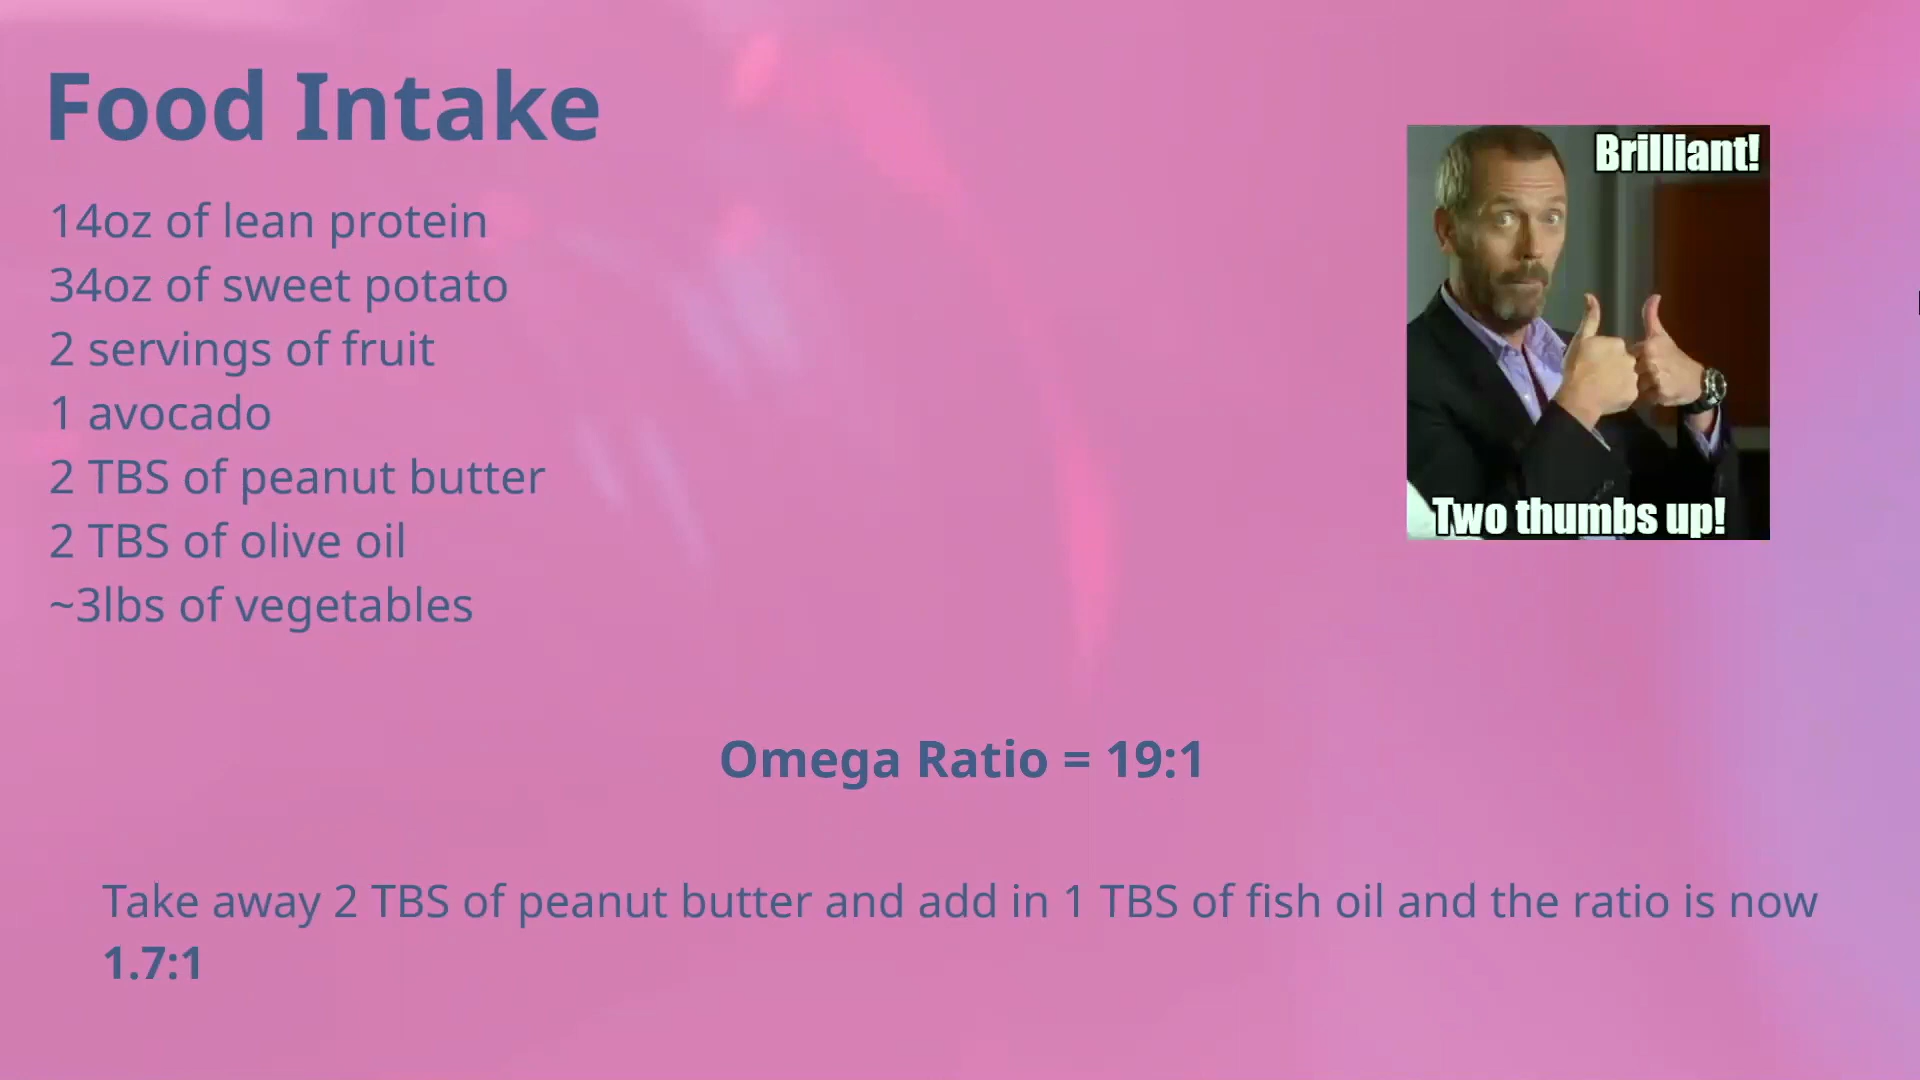 Food Intake
14oz of lean protein
34oz of sweet potato
2 servings of fruit
1 avocado
2 TBS of peanut butter
2 TBS of olive oil
~3lbs of vegetables
Brilliant!
Two thumbs up!
Omega Ratio = 19:1
Take away 2 TBS of peanut butter and add in 1 TBS of fish oil and the ratio is now
1.7:1